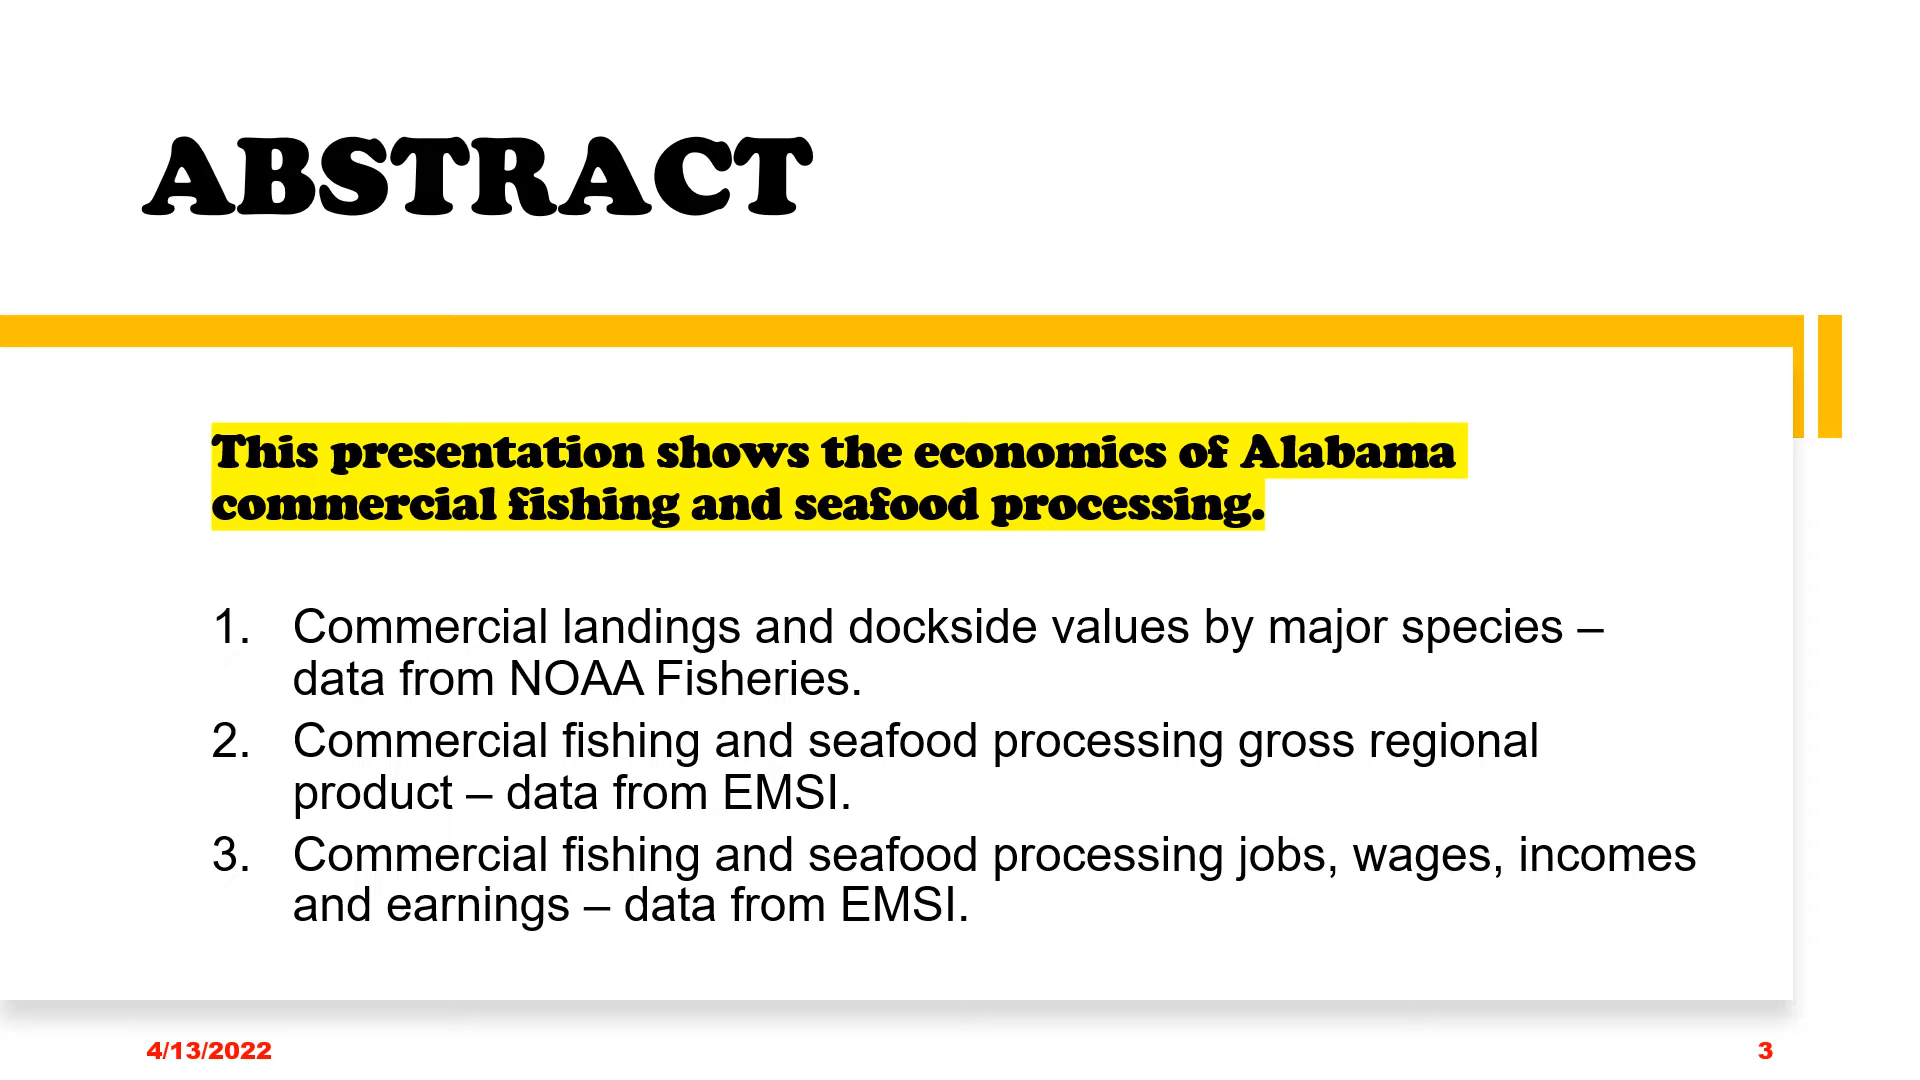 ABSTRACT
This presentation shows the economics of Alabama
commercial fishing and seafood processing.
1. Commercial landings and dockside values by major species –
data from NOAA Fisheries.
2. Commercial fishing and seafood processing gross regional
product – data from EMSI.
3. Commercial fishing and seafood processing jobs, wages, incomes
and earnings – data from EMSI.
4/13/2022
3